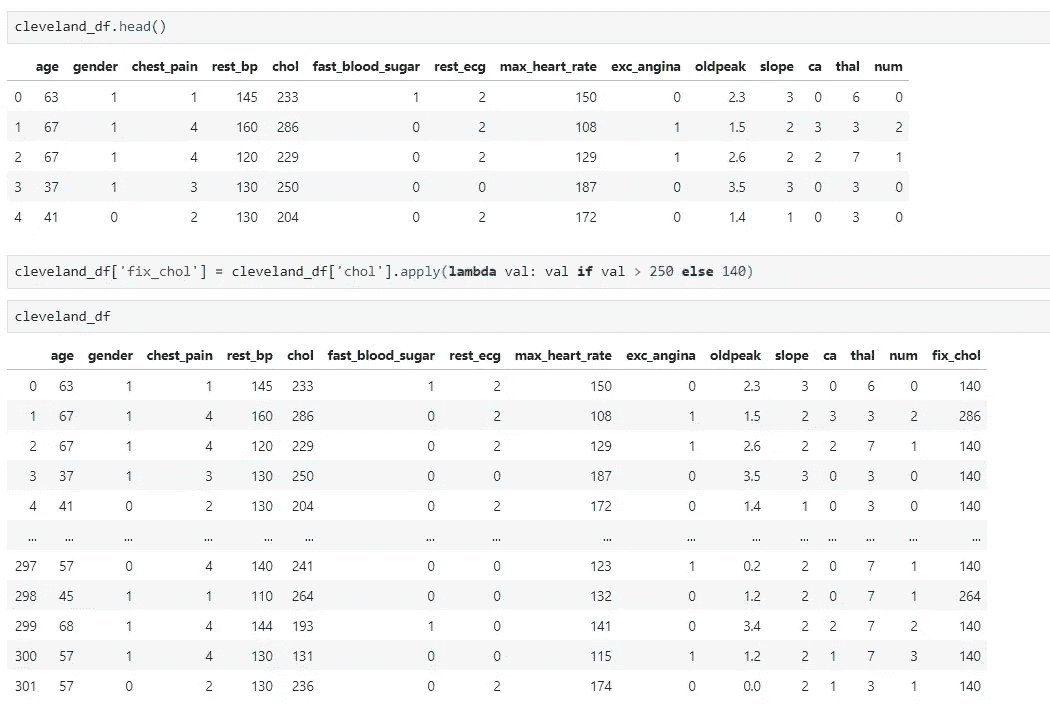 cleveland_df.head()
age gender chest_pain rest_bp chol fast_blood_sugar rest_ecg max_heart_rate exc_angina oldpeak slope ca thal num
0 63 1 1 145 233 1 2 150 0 2.3 3 0 6 0
1 67 1 4 160 286 0 2 108 1 1.5 2 3 3 2
2 67 1 4 120 229 0 2 129 1 2.6 2 2 7 1
3 37 1 3 130 250 0 0 187 0 3.5 3 0 3 0
4 41 0 2 130 204 0 2 172 0 1.4 1 0 3 0
cleveland_df['fix_chol'] = cleveland_df['chol'].apply(lambda val: val if val > 250 else 140)
cleveland_df
age gender chest_pain rest_bp chol fast_blood_sugar rest_ecg max_heart_rate exc_angina oldpeak slope ca thal num fix_chol
0 63 1 1 145 233 1 2 150 0 2.3 3 0 6 0 140
1 67 1 4 160 286 0 2 108 1 1.5 2 3 3 2 286
2 67 1 4 120 229 0 2 129 1 2.6 2 2 7 1 140
3 37 1 3 130 250 0 0 187 0 3.5 3 0 3 0 140
4 41 0 2 130 204 0 2 172 0 1.4 1 0 3 0 140
... ... ... ... ... ... ... ... ... ... ... ... ... ... ... ...
297 57 0 4 140 241 0 0 123 1 0.2 2 0 7 1 140
298 45 1 1 110 264 0 0 132 0 1.2 2 0 7 1 264
299 68 1 4 144 193 1 0 141 0 3.4 2 2 7 2 140
300 57 1 4 130 131 0 0 115 1 1.2 2 1 7 3 140
301 57 0 2 130 236 0 2 174 0 0.0 2 1 3 1 140